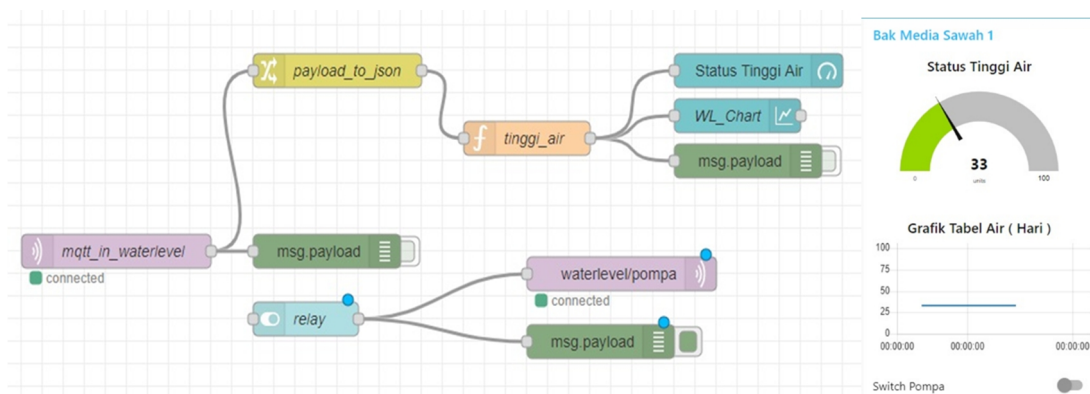 payload_to_json
tinggi_air
Status Tinggi Air
WL_Chart
msg.payload
mqtt_in_waterlevel
connected
msg.payload
relay
waterlevel/pompa
connected
msg.payload
Bak Media Sawah 1
Status Tinggi Air
33
units
0
100
Grafik Tabel Air ( Hari )
100
75
50
25
0
00:00:00 00:00:00 00:00:00
Switch Pompa